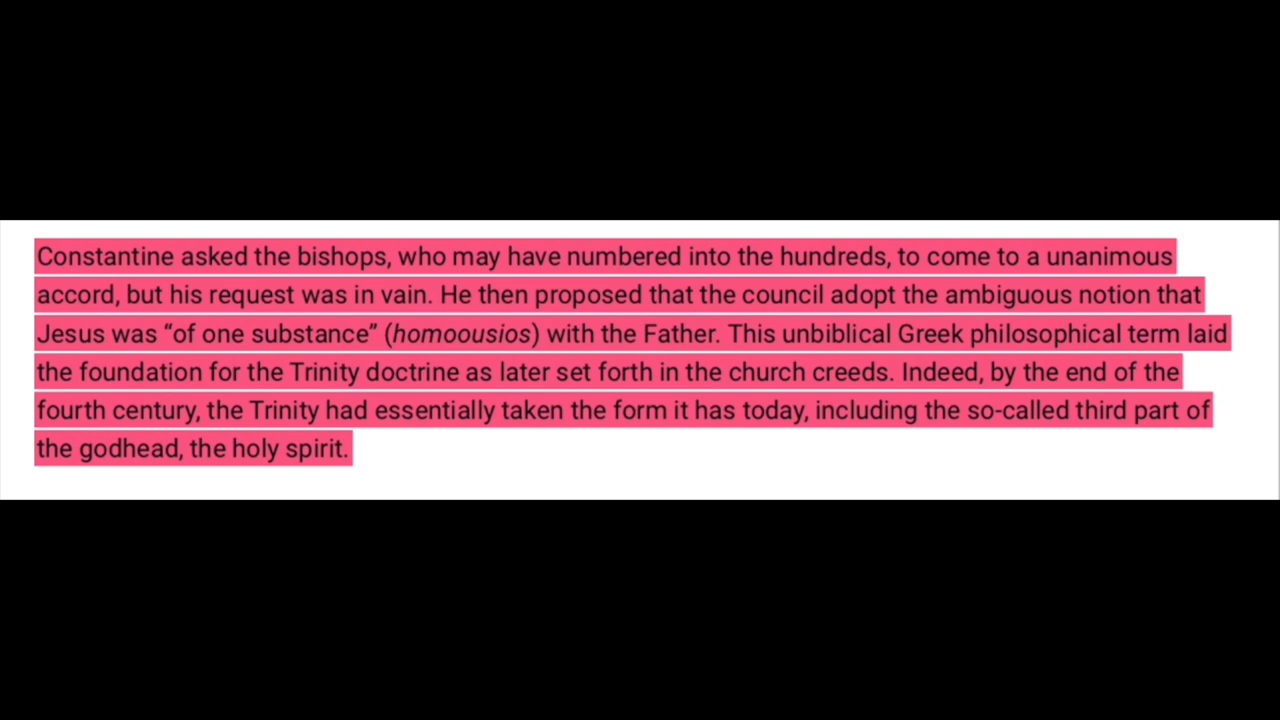 Constantine asked the bishops, who may have numbered into the hundreds, to come to a unanimous
accord, but his request was in vain. He then proposed that the council adopt the ambiguous notion that
Jesus was “of one substance” (homoousios) with the Father. This unbiblical Greek philosophical term laid
the foundation for the Trinity doctrine as later set forth in the church creeds. Indeed, by the end of the
fourth century, the Trinity had essentially taken the form it has today, including the so-called third part of
the godhead, the holy spirit.